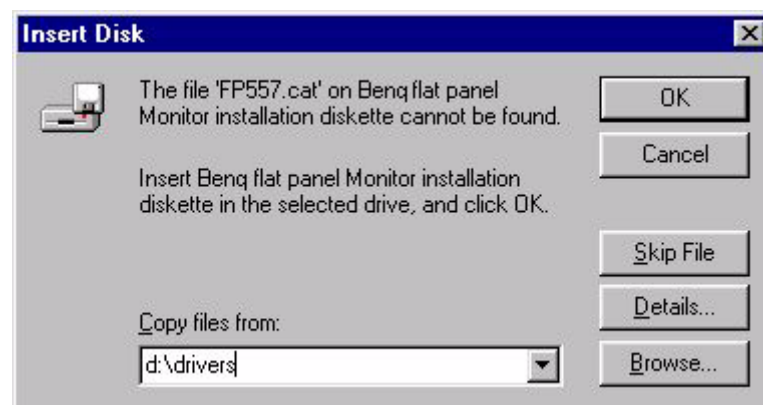 Insert Disk
The file 'FP557.cat' on Benq flat panel
Monitor installation diskette cannot be found.
Insert Benq flat panel Monitor installation
diskette in the selected drive, and click OK.
Copy files from:
d:\drivers
OK
Cancel
Skip File
Details...
Browse...